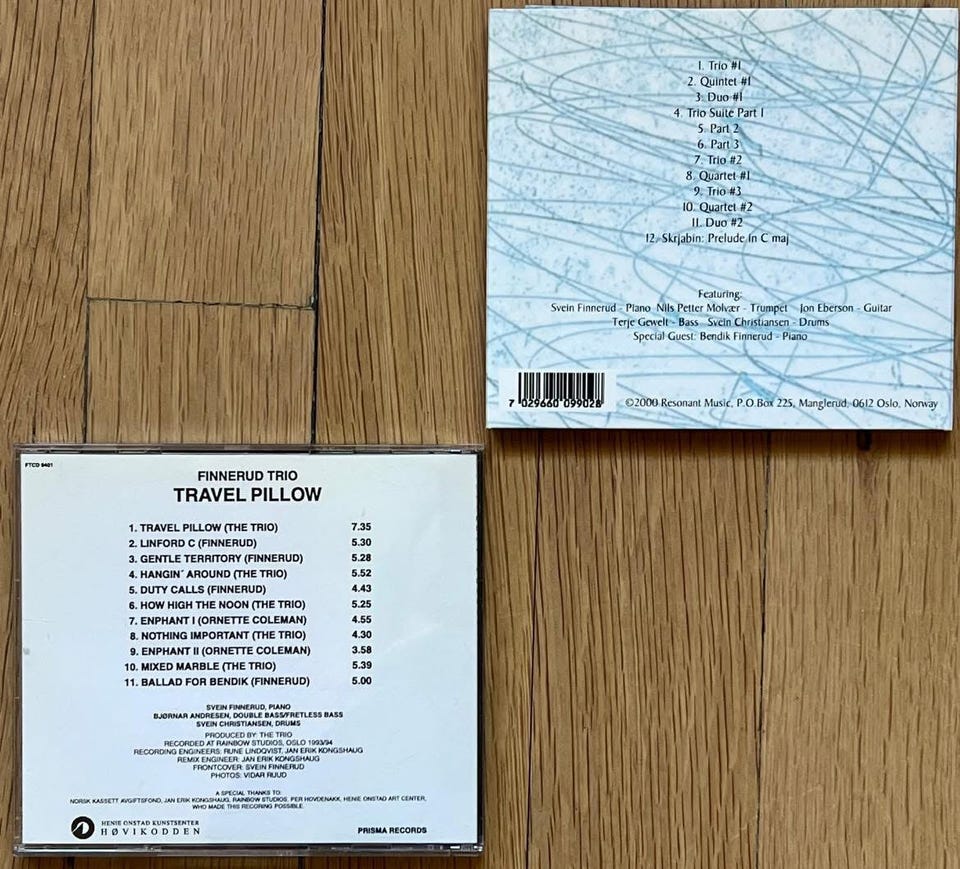 1. Trio #1
2. Quintet #1
3. Duo #1
4. Trio Suite Part 1
5. Part 2
6. Part 3
7. Trio #2
8. Quartet #1
9. Trio #3
10. Quartet #2
11. Duo #2
12. Skrjabin: Prelude In C maj
Featuring:
Svein Finnerud - Piano Nils Petter Molvær - Trumpet Jon Eberson - Guitar
Terje Gewelt - Bass Svein Christiansen - Drums
Special Guest: Bendik Finnerud - Piano
7 029660 099028
©2000 Resonant Music, P.O.Box 225, Manglerud, 0612 Oslo, Norway
FTCD 9401
FINNERUD TRIO
TRAVEL PILLOW
1. TRAVEL PILLOW (THE TRIO) 7.35
2. LINFORD C (FINNERUD) 5.30
3. GENTLE TERRITORY (FINNERUD) 5.28
4. HANGIN´ AROUND (THE TRIO) 5.52
5. DUTY CALLS (FINNERUD) 4.43
6. HOW HIGH THE NOON (THE TRIO) 5.25
7. ENPHANT I (ORNETTE COLEMAN) 4.55
8. NOTHING IMPORTANT (THE TRIO) 4.30
9. ENPHANT II (ORNETTE COLEMAN) 3.58
10. MIXED MARBLE (THE TRIO) 5.39
11. BALLAD FOR BENDIK (FINNERUD) 5.00
SVEIN FINNERUD, PIANO
BJØRNAR ANDRESEN, DOUBLE BASS/FRETLESS BASS
SVEIN CHRISTIANSEN, DRUMS
PRODUCED BY: THE TRIO
RECORDED AT RAINBOW STUDIOS, OSLO 1993/94
RECORDING ENGINEERS: RUNE LINDQVIST, JAN ERIK KONGSHAUG
REMIX ENGINEER: JAN ERIK KONGSHAUG
FRONTCOVER: SVEIN FINNERUD
PHOTOS: VIDAR RUUD
A SPECIAL THANKS TO:
NORSK KASSETT AVGIFTSFOND, JAN ERIK KONGSHAUG, RAINBOW STUDIOS. PER HOVDENAKK, HENIE ONSTAD ART CENTER,
WHO MADE THIS RECORING POSSIBLE.
HENIE ONSTAD KUNSTSENTER
HØVIKODDEN
PRISMA RECORDS